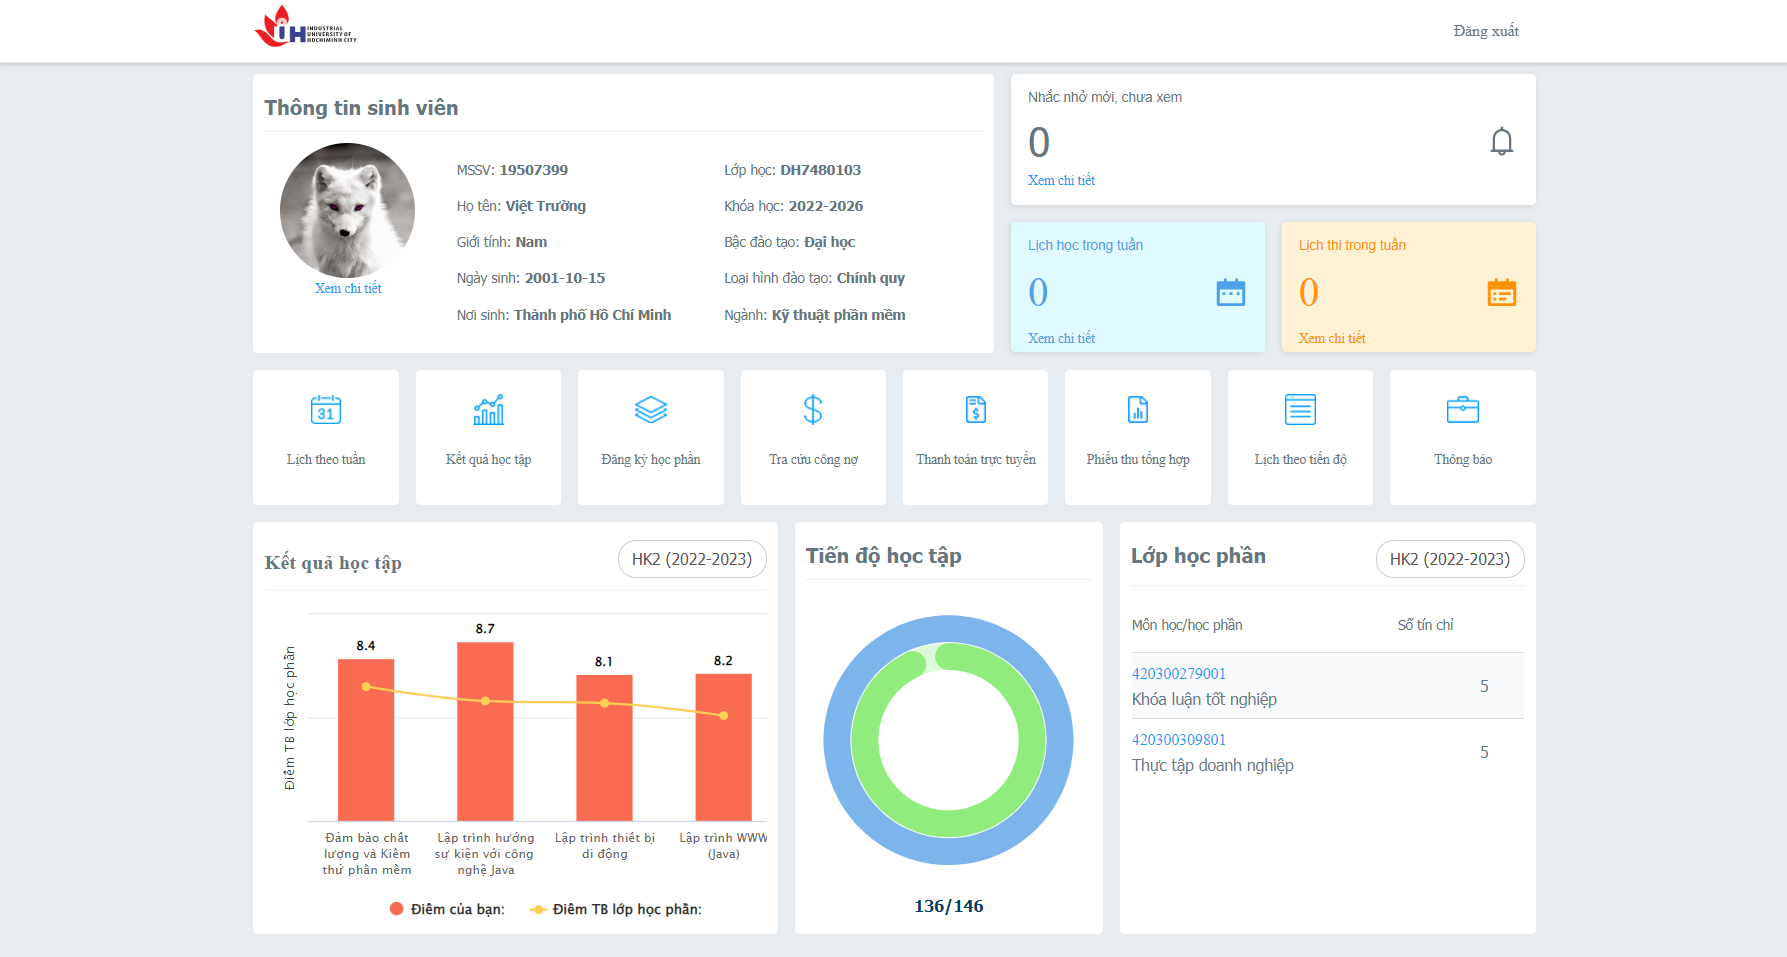 INDUSTRIAL
UNIVERSITY OF
HOCHIMINH CITY
Đăng xuất
Thông tin sinh viên
Xem chi tiết
MSSV: 19507399
Họ tên: Việt Trường
Giới tính: Nam
Ngày sinh: 2001-10-15
Nơi sinh: Thành phố Hồ Chí Minh
Lớp học: DH7480103
Khóa học: 2022-2026
Bậc đào tạo: Đại học
Loại hình đào tạo: Chính quy
Ngành: Kỹ thuật phần mềm
Nhắc nhở mới, chưa xem
0
Xem chi tiết
Lịch học trong tuần
0
Xem chi tiết
Lịch thi trong tuần
0
Xem chi tiết
31
Lịch theo tuần
Kết quả học tập
Đăng ký học phần
Tra cứu công nợ
Thanh toán trực tuyến
Phiếu thu tổng hợp
Lịch theo tiến độ
Thông báo
Kết quả học tập
HK2 (2022-2023)
Điểm TB lớp học phần
8.4
8.7
8.1
8.2
Đảm bảo chất
lượng và Kiểm
thử phần mềm
Lập trình hướng
sự kiện với công
nghệ Java
Lập trình thiết bị
di động
Lập trình WWW
(Java)
Điểm của bạn:
Điểm TB lớp học phần:
Tiến độ học tập
136/146
Lớp học phần
HK2 (2022-2023)
Môn học/học phần
Số tín chỉ
420300279001
Khóa luận tốt nghiệp
5
420300309801
Thực tập doanh nghiệp
5